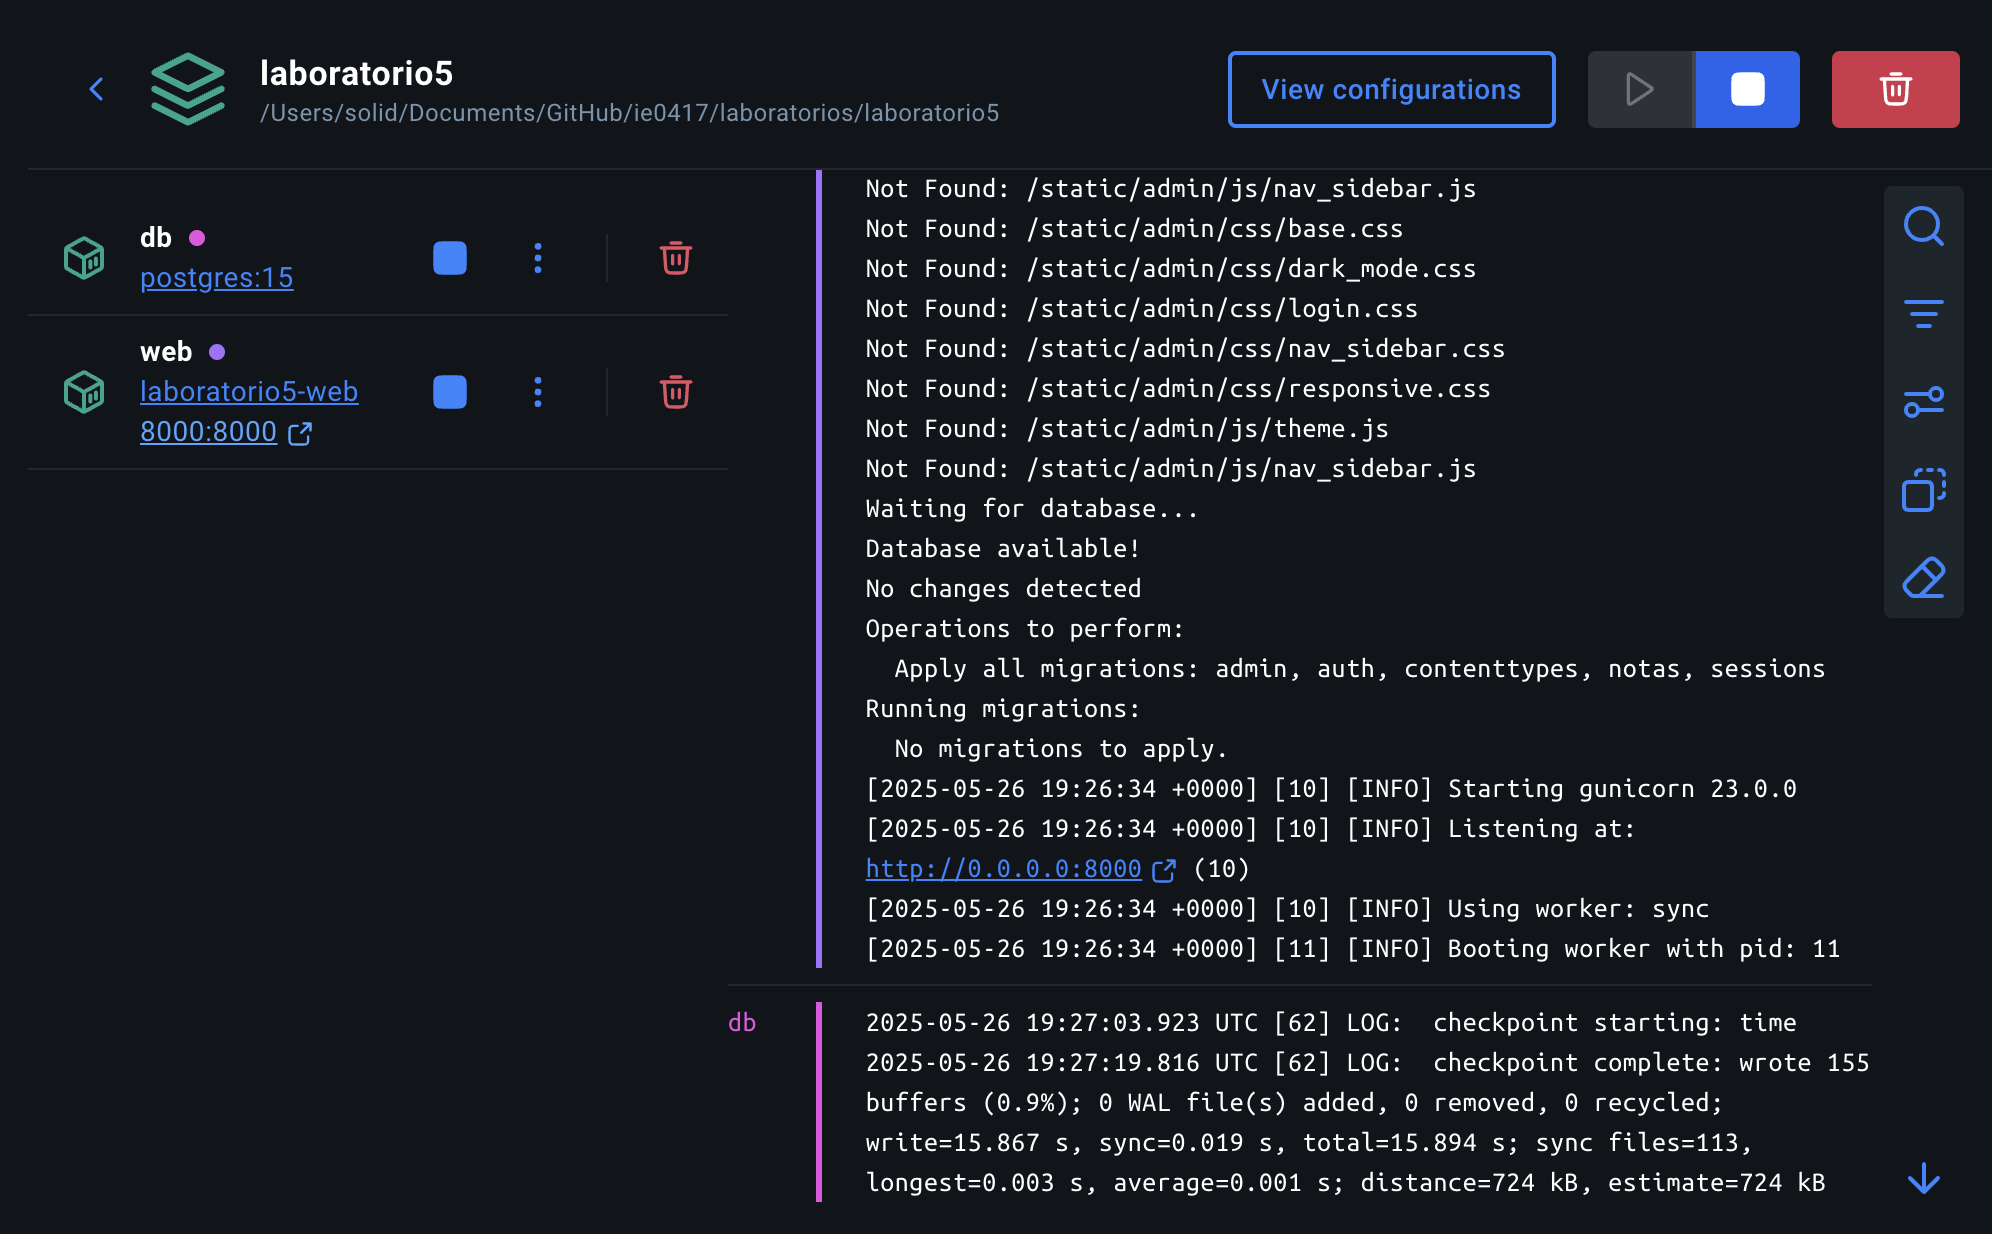 laboratorio5
/Users/solid/Documents/GitHub/ie0417/laboratorios/laboratorio5
View configurations
db
postgres:15
web
laboratorio5-web
8000:8000
Not Found: /static/admin/js/nav_sidebar.js
Not Found: /static/admin/css/base.css
Not Found: /static/admin/css/dark_mode.css
Not Found: /static/admin/css/login.css
Not Found: /static/admin/css/nav_sidebar.css
Not Found: /static/admin/css/responsive.css
Not Found: /static/admin/js/theme.js
Not Found: /static/admin/js/nav_sidebar.js
Waiting for database...
Database available!
No changes detected
Operations to perform:
  Apply all migrations: admin, auth, contenttypes, notas, sessions
Running migrations:
  No migrations to apply.
[2025-05-26 19:26:34 +0000] [10] [INFO] Starting gunicorn 23.0.0
[2025-05-26 19:26:34 +0000] [10] [INFO] Listening at:
http://0.0.0.0:8000 (10)
[2025-05-26 19:26:34 +0000] [10] [INFO] Using worker: sync
[2025-05-26 19:26:34 +0000] [11] [INFO] Booting worker with pid: 11
db
2025-05-26 19:27:03.923 UTC [62] LOG:  checkpoint starting: time
2025-05-26 19:27:19.816 UTC [62] LOG:  checkpoint complete: wrote 155
buffers (0.9%); 0 WAL file(s) added, 0 removed, 0 recycled;
write=15.867 s, sync=0.019 s, total=15.894 s; sync files=113,
longest=0.003 s, average=0.001 s; distance=724 kB, estimate=724 kB